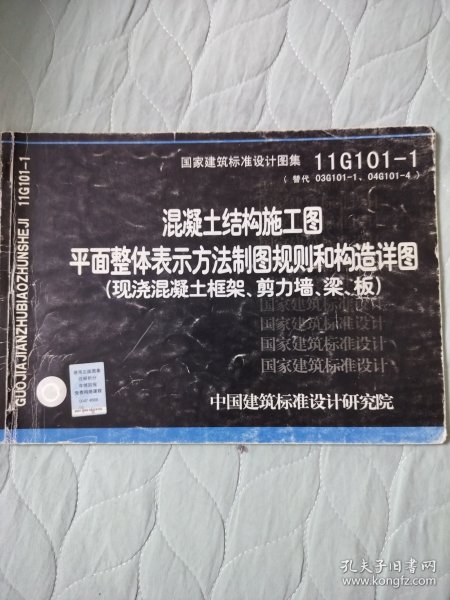 国家建筑标准设计图集 11G101-1
(替代 03G101-1、04G101-4)
混凝土结构施工图
平面整体表示方法制图规则和构造详图
(现浇混凝土框架、剪力墙、梁、板)
国家建筑标准设计
国家建筑标准设计
国家建筑标准设计
国家建筑标准设计
中国建筑标准设计研究院
GUOJIAJIANZHUBIAOZHUNSHEJI 11G101-1
孔夫子旧书网
www.kongfz.com